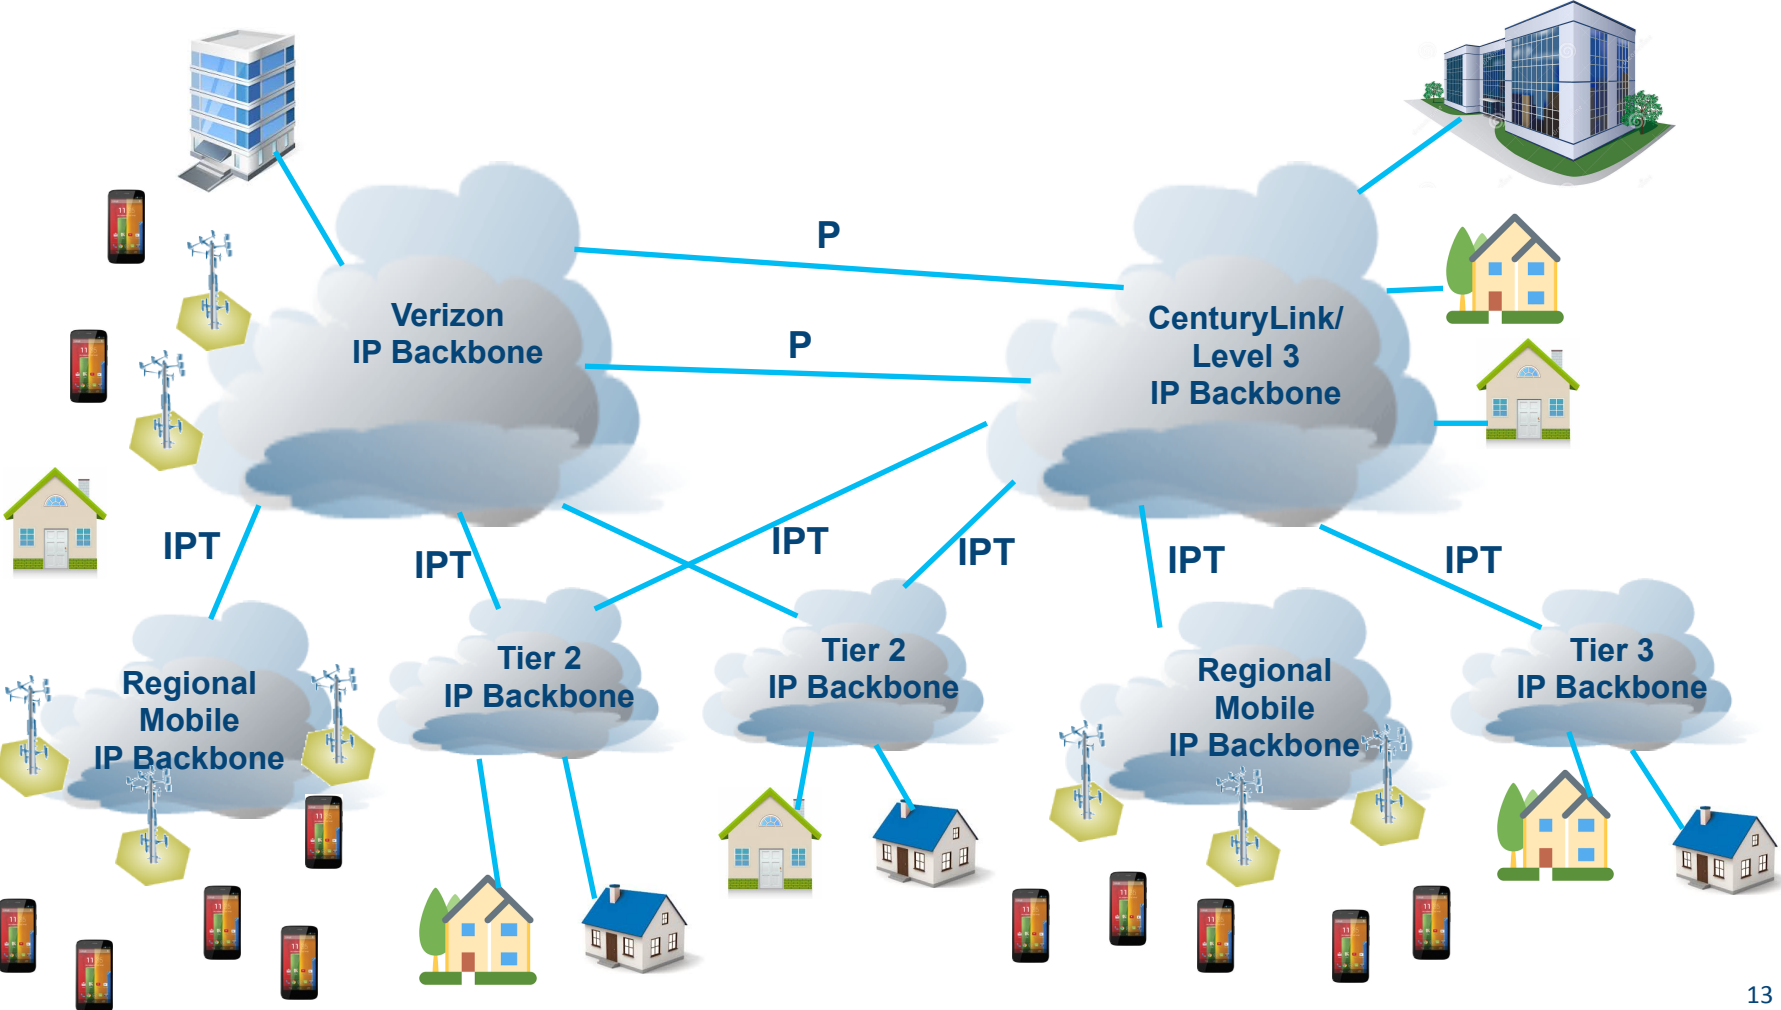 P
Verizon
IP Backbone
CenturyLink/
Level 3
IP Backbone
P
IPT
IPT
IPT
IPT
IPT
IPT
Regional
Mobile
IP Backbone
Tier 2
IP Backbone
Tier 2
IP Backbone
Regional
Mobile
IP Backbone
Tier 3
IP Backbone
13